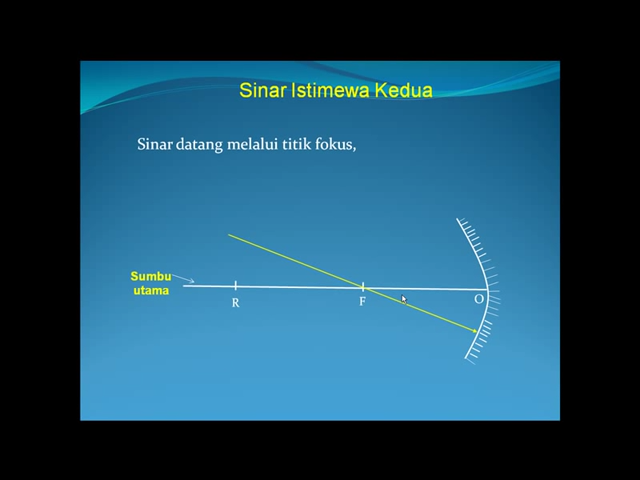 Sinar Istimewa Kedua
Sinar datang melalui titik fokus,
Sumbu
utama
R
F
O